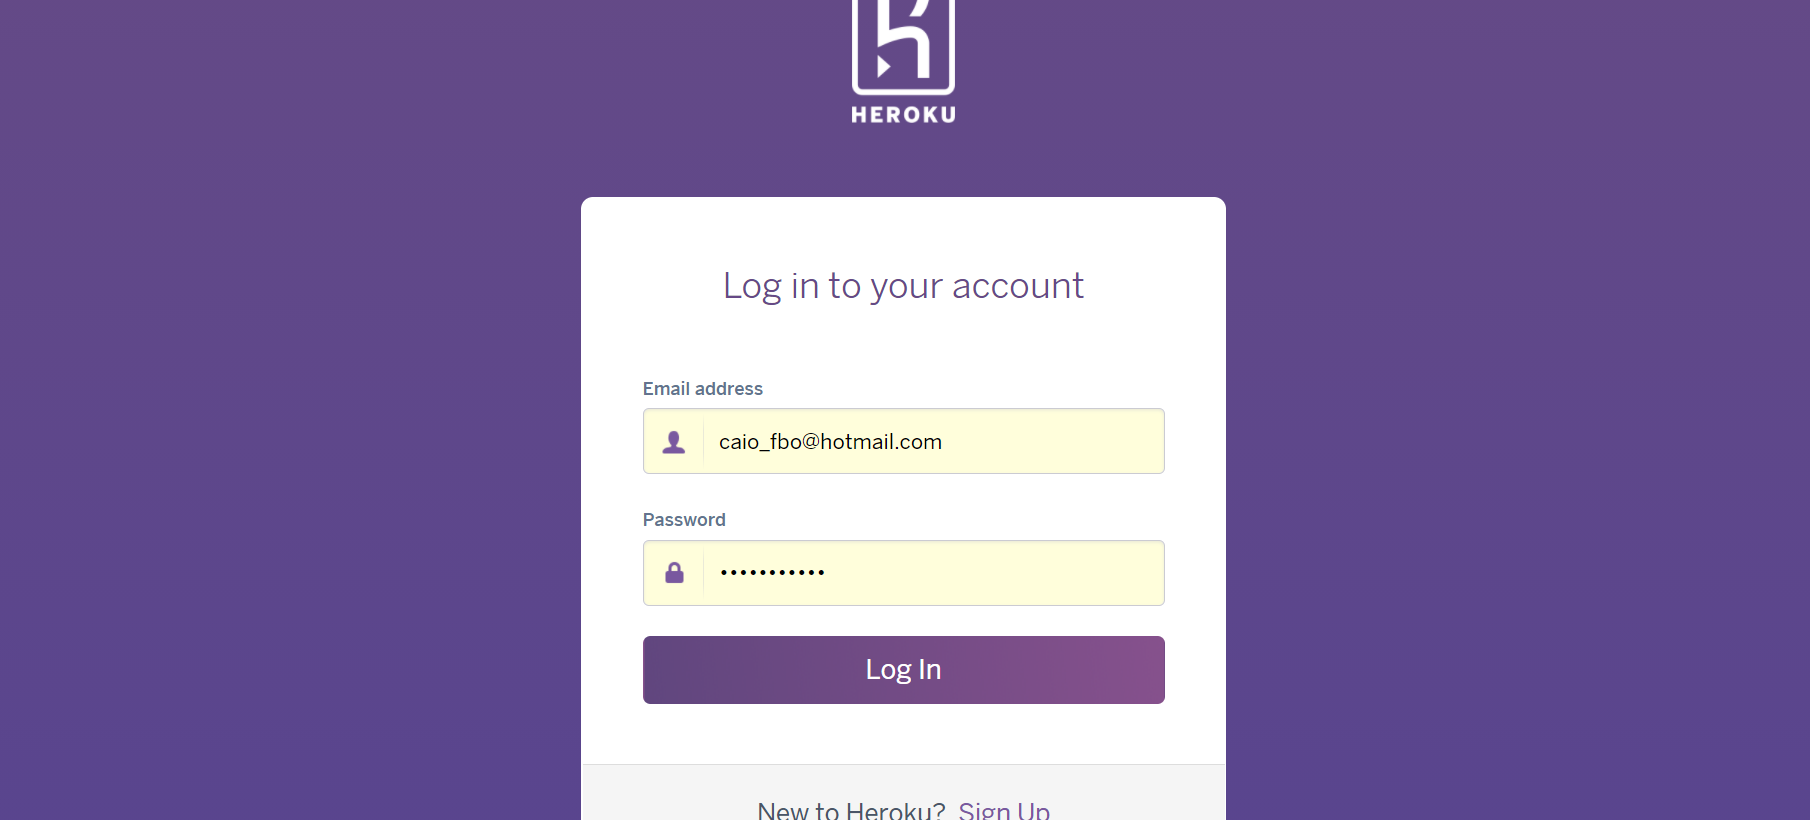 HEROKU
Log in to your account
Email address
caio_fbo@hotmail.com
Password
•••••••••••
Log In
New to Heroku? Sign Up